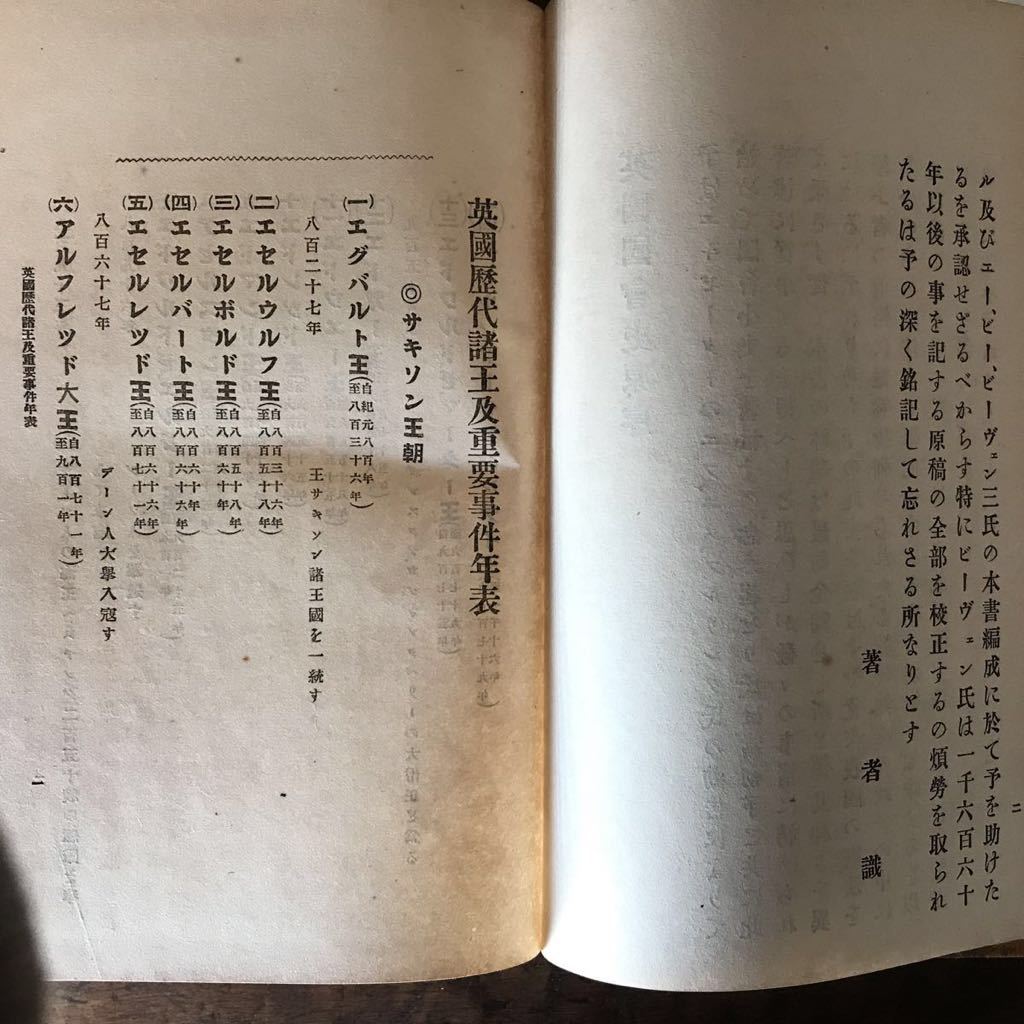 ル及びエー、ビー、ビーヴェン三氏の本書編成に於て予を助けた
るを承認せざるべからす特にビーヴェン氏は一千六百六十
年以後の事を記する原稿の全部を校正するの煩勞を取られ
たるは予の深く銘記して忘れさる所なりとす
著者識
二
英國歷代諸王及重要事件年表
◎サキソン王朝
(一)エグバルト王(自紀元八百年至八百三十六年)
八百二十七年 王サキソン諸王國を一統す
(二)エセルウルフ王(自八百三十六年至八百五十八年)
(三)エセルボルド王(自八百五十八年至八百六十年)
(四)エセルバート王(自八百六十年至八百六十六年)
(五)エセルレツド王(自八百六十六年至八百七十一年)
八百六十七年 デーン人大擧入寇す
(六)アルフレツド大王(自八百七十一年至九百一年)
英國歷代諸王及重要事件年表